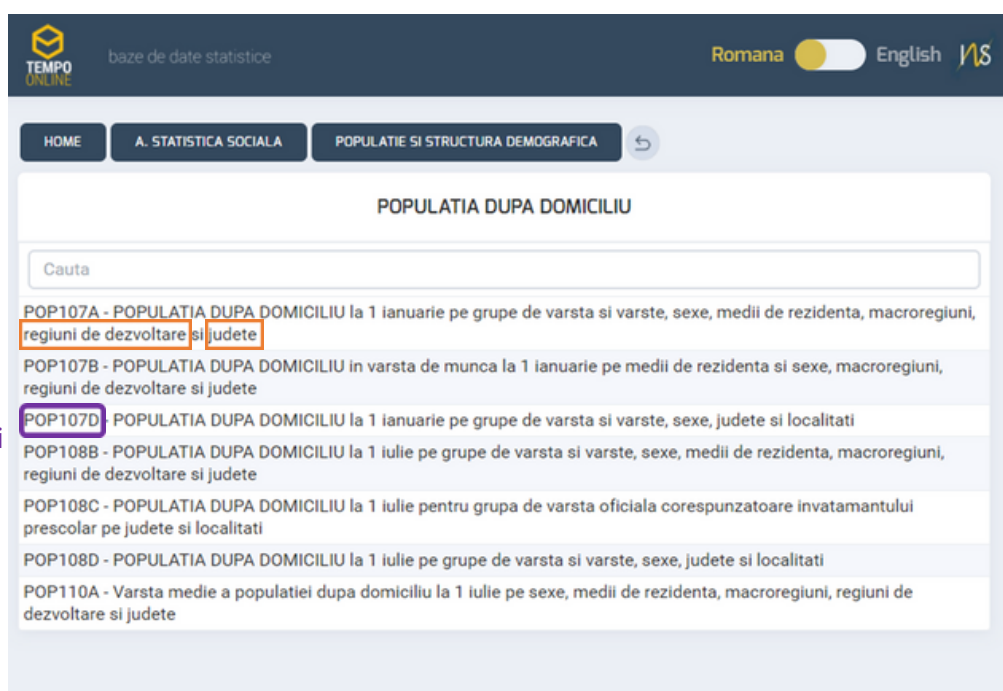 TEMPO
ONLINE
baze de date statistice
Romana
English
HOME
A. STATISTICA SOCIALA
POPULATIE SI STRUCTURA DEMOGRAFICA
POPULATIA DUPA DOMICILIU
Cauta
POP107A - POPULATIA DUPA DOMICILIU la 1 ianuarie pe grupe de varsta si varste, sexe, medii de rezidenta, macroregiuni,
regiuni de dezvoltare si judete
POP107B - POPULATIA DUPA DOMICILIU in varsta de munca la 1 ianuarie pe medii de rezidenta si sexe, macroregiuni,
regiuni de dezvoltare si judete
POP107D - POPULATIA DUPA DOMICILIU la 1 ianuarie pe grupe de varsta si varste, sexe, judete si localitati
POP108B - POPULATIA DUPA DOMICILIU la 1 iulie pe grupe de varsta si varste, sexe, medii de rezidenta, macroregiuni,
regiuni de dezvoltare si judete
POP108C - POPULATIA DUPA DOMICILIU la 1 iulie pentru grupa de varsta oficiala corespunzatoare invatamantului
prescolar pe judete si localitati
POP108D - POPULATIA DUPA DOMICILIU la 1 iulie pe grupe de varsta si varste, sexe, judete si localitati
POP110A - Varsta medie a populatiei dupa domiciliu la 1 iulie pe sexe, medii de rezidenta, macroregiuni, regiuni de
dezvoltare si judete